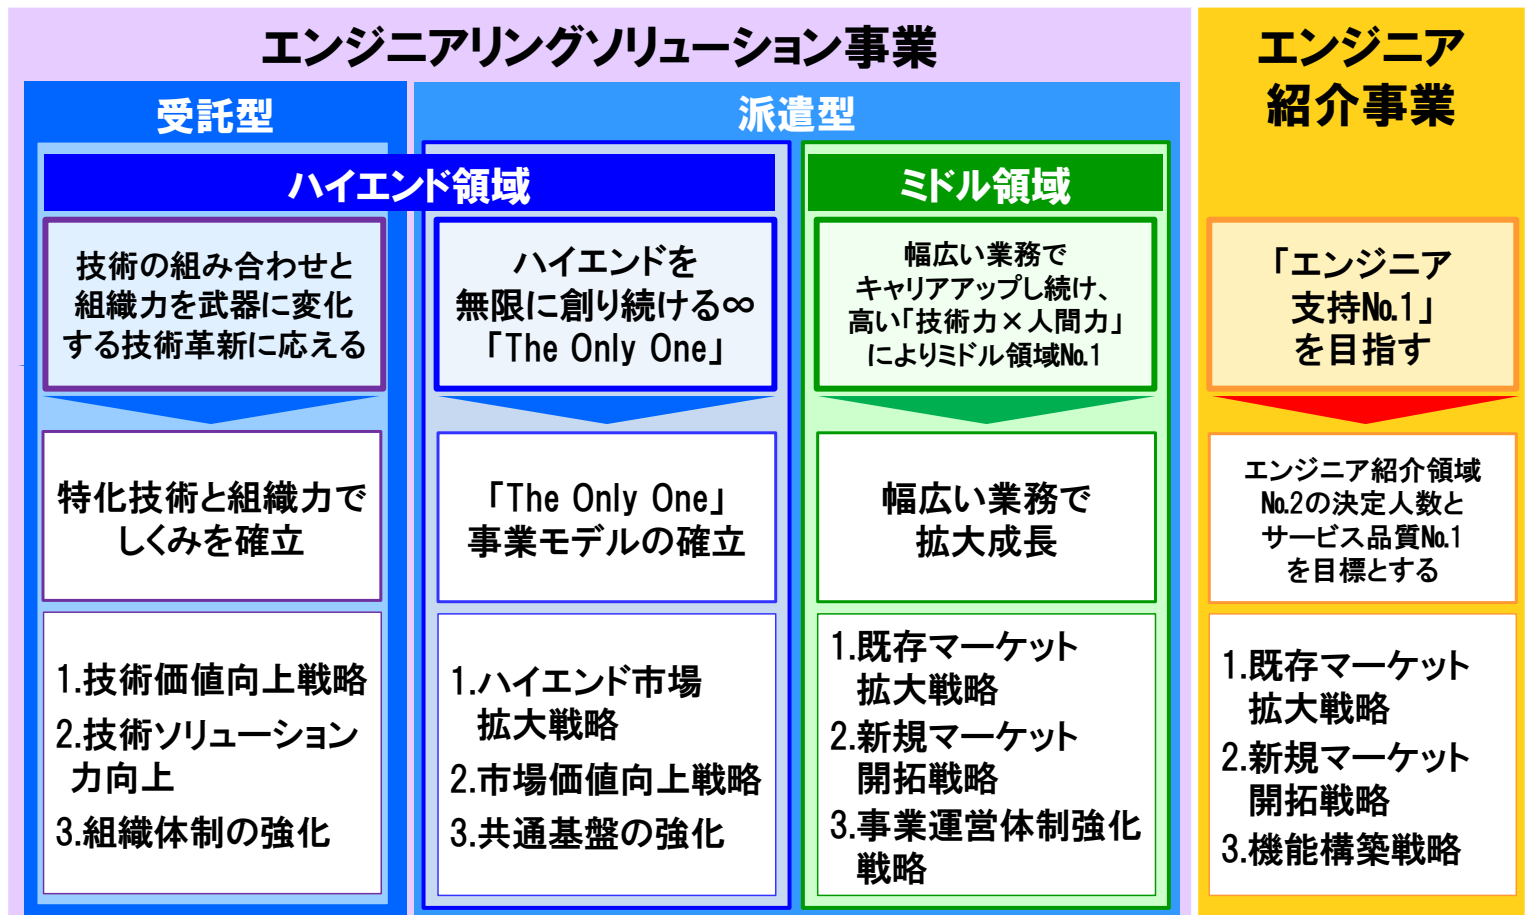 エンジニアリングソリューション事業
受託型
派遣型
ハイエンド領域
ミドル領域
技術の組み合わせと
組織力を武器に変化
する技術革新に応える
特化技術と組織力で
しくみを確立
1.技術価値向上戦略
2.技術ソリューション
力向上
3.組織体制の強化
ハイエンドを
無限に創り続ける∞
「The Only One」
「The Only One」
事業モデルの確立
1.ハイエンド市場
拡大戦略
2.市場価値向上戦略
3.共通基盤の強化
幅広い業務で
キャリアアップし続け、
高い「技術力×人間力」
によりミドル領域№1
幅広い業務で
拡大成長
1.既存マーケット
拡大戦略
2.新規マーケット
開拓戦略
3.事業運営体制強化
戦略
エンジニア
紹介事業
「エンジニア
支持№1」
を目指す
エンジニア紹介領域
№2の決定人数と
サービス品質№1
を目標とする
1.既存マーケット
拡大戦略
2.新規マーケット
開拓戦略
3.機能構築戦略